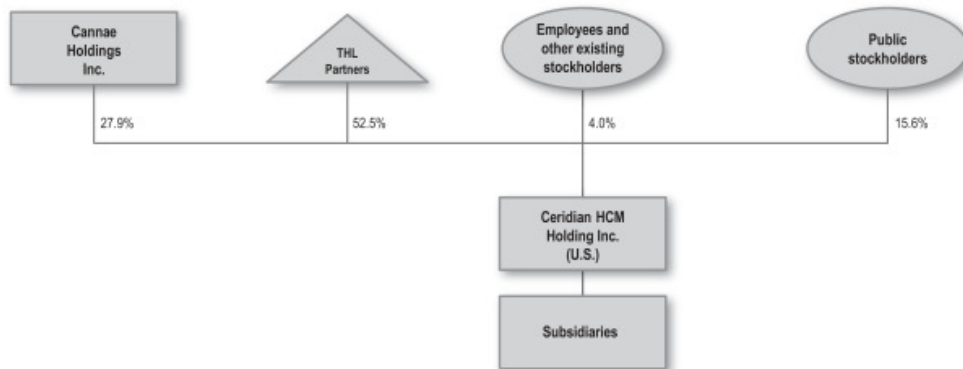 Cannae
Holdings
Inc.
THL
Partners
Employees and
other existing
stockholders
Public
stockholders
27.9%
52.5%
4.0%
15.6%
Ceridian HCM
Holding Inc.
(U.S.)
Subsidiaries